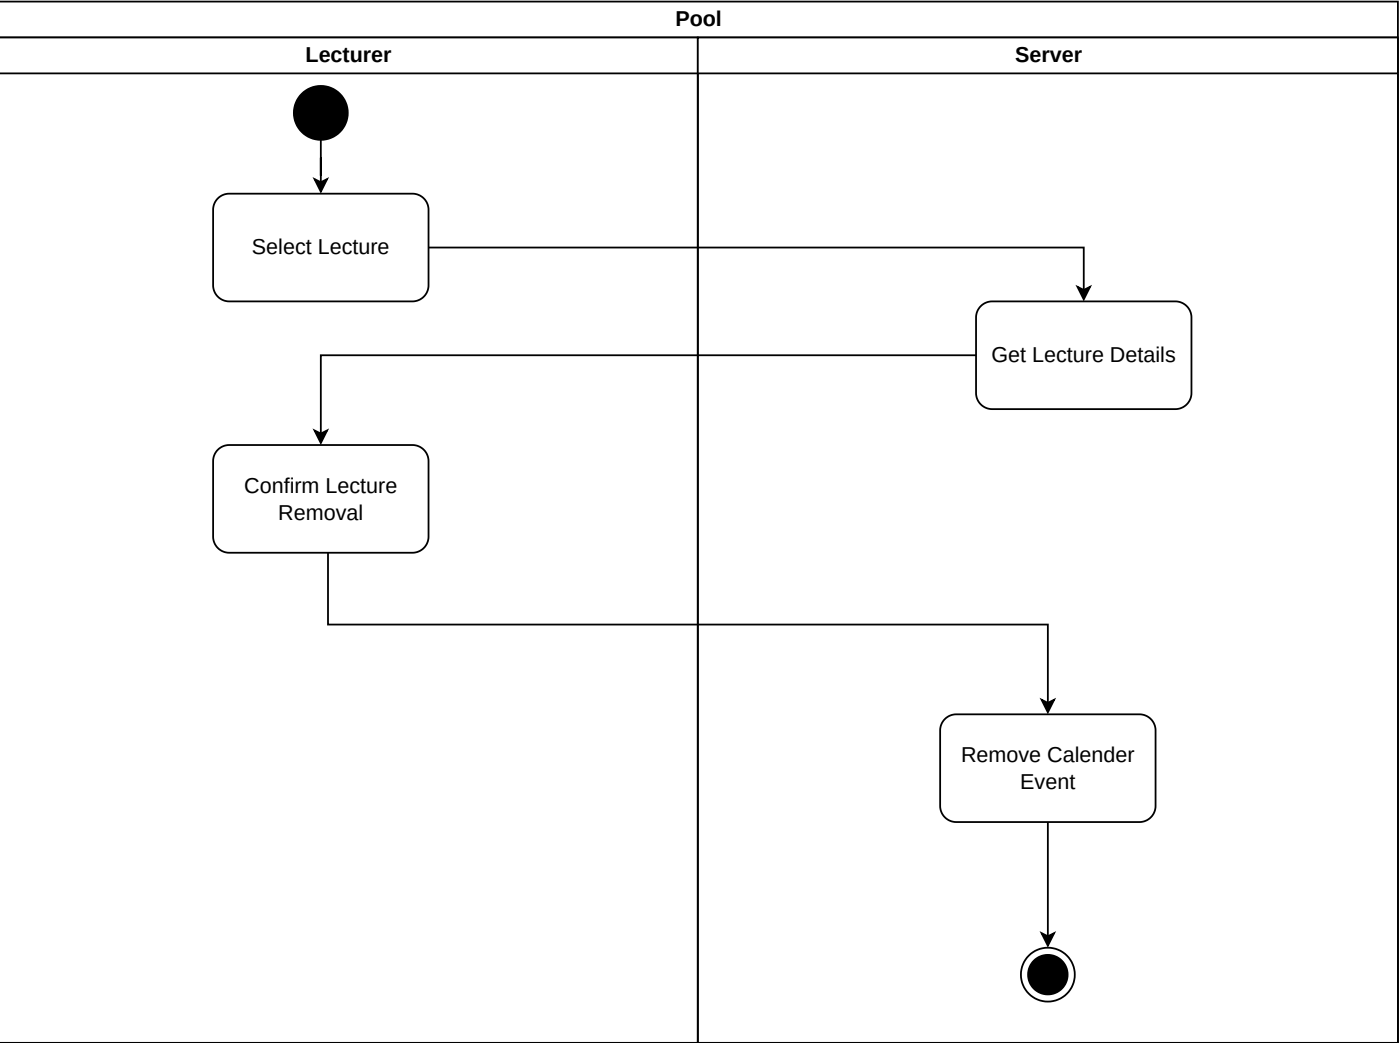 Pool
Lecturer
Server
Select Lecture
Get Lecture Details
Confirm Lecture
Removal
Remove Calender
Event